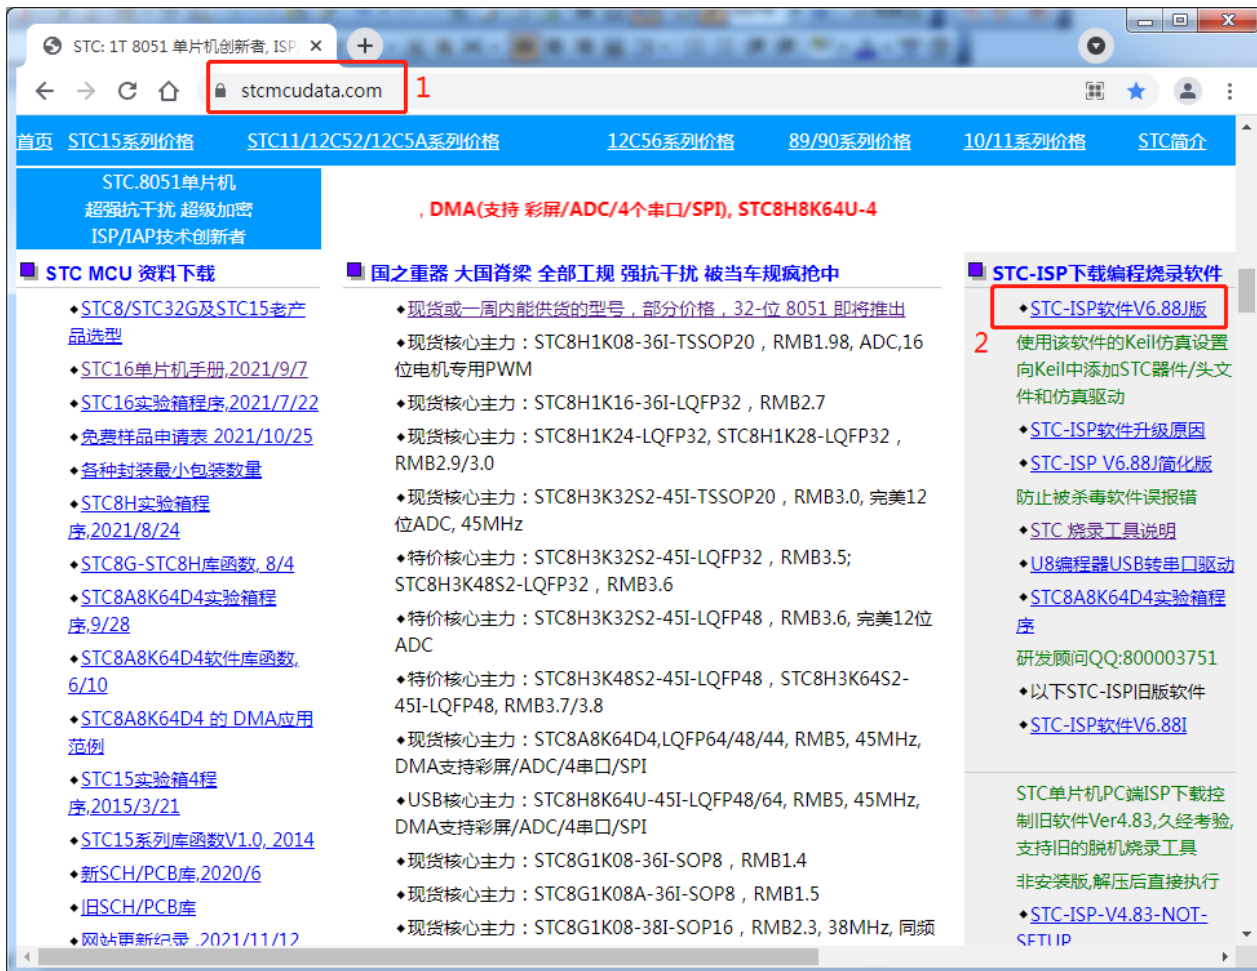 STC: 1T 8051 单片机创新者, ISP
stcmcudata.com
1
首页 STC15系列价格 STC11/12C52/12C5A系列价格 12C56系列价格 89/90系列价格 10/11系列价格 STC简介
STC.8051单片机
超强抗干扰 超级加密
ISP/IAP技术创新者
, DMA(支持 彩屏/ADC/4个串口/SPI), STC8H8K64U-4
STC MCU 资料下载
◆STC8/STC32G及STC15老产
品选型
◆STC16单片机手册,2021/9/7
◆STC16实验箱程序,2021/7/22
◆免费样品申请表 2021/10/25
◆各种封装最小包装数量
◆STC8H实验箱程
序,2021/8/24
◆STC8G-STC8H库函数, 8/4
◆STC8A8K64D4实验箱程
序,9/28
◆STC8A8K64D4软件库函数,
6/10
◆STC8A8K64D4 的 DMA应用
范例
◆STC15实验箱4程
序,2015/3/21
◆STC15系列库函数V1.0, 2014
◆新SCH/PCB库,2020/6
◆旧SCH/PCB库
◆网站更新纪录 ,2021/11/12
国之重器 大国脊梁 全部工规 强抗干扰 被当车规疯抢中
◆现货或一周内能供货的型号，部分价格，32-位 8051 即将推出
◆现货核心主力：STC8H1K08-36I-TSSOP20，RMB1.98, ADC,16
位电机专用PWM
◆现货核心主力：STC8H1K16-36I-LQFP32，RMB2.7
◆现货核心主力：STC8H1K24-LQFP32, STC8H1K28-LQFP32，
RMB2.9/3.0
◆现货核心主力：STC8H3K32S2-45I-TSSOP20，RMB3.0, 完美12
位ADC, 45MHz
◆特价核心主力：STC8H3K32S2-45I-LQFP32，RMB3.5;
STC8H3K48S2-LQFP32，RMB3.6
◆特价核心主力：STC8H3K32S2-45I-LQFP48，RMB3.6, 完美12位
ADC
◆特价核心主力：STC8H3K48S2-45I-LQFP48，STC8H3K64S2-
45I-LQFP48, RMB3.7/3.8
◆现货核心主力：STC8A8K64D4,LQFP64/48/44, RMB5, 45MHz,
DMA支持彩屏/ADC/4串口/SPI
◆USB核心主力：STC8H8K64U-45I-LQFP48/64, RMB5, 45MHz,
DMA支持彩屏/ADC/4串口/SPI
◆现货核心主力：STC8G1K08-36I-SOP8，RMB1.4
◆现货核心主力：STC8G1K08A-36I-SOP8，RMB1.5
◆现货核心主力：STC8G1K08-38I-SOP16，RMB2.3, 38MHz, 同频
STC-ISP下载编程烧录软件
◆STC-ISP软件V6.88J版
2
使用该软件的Keil仿真设置
向Keil中添加STC器件/头文
件和仿真驱动
◆STC-ISP软件升级原因
◆STC-ISP V6.88J简化版
防止被杀毒软件误报错
◆STC 烧录工具说明
◆U8编程器USB转串口驱动
◆STC8A8K64D4实验箱程
序
研发顾问QQ:800003751
◆以下STC-ISP旧版软件
◆STC-ISP软件V6.88I
STC单片机PC端ISP下载控
制旧软件Ver4.83,久经考验,
支持旧的脱机烧录工具
非安装版,解压后直接执行
◆STC-ISP-V4.83-NOT-
SETUP